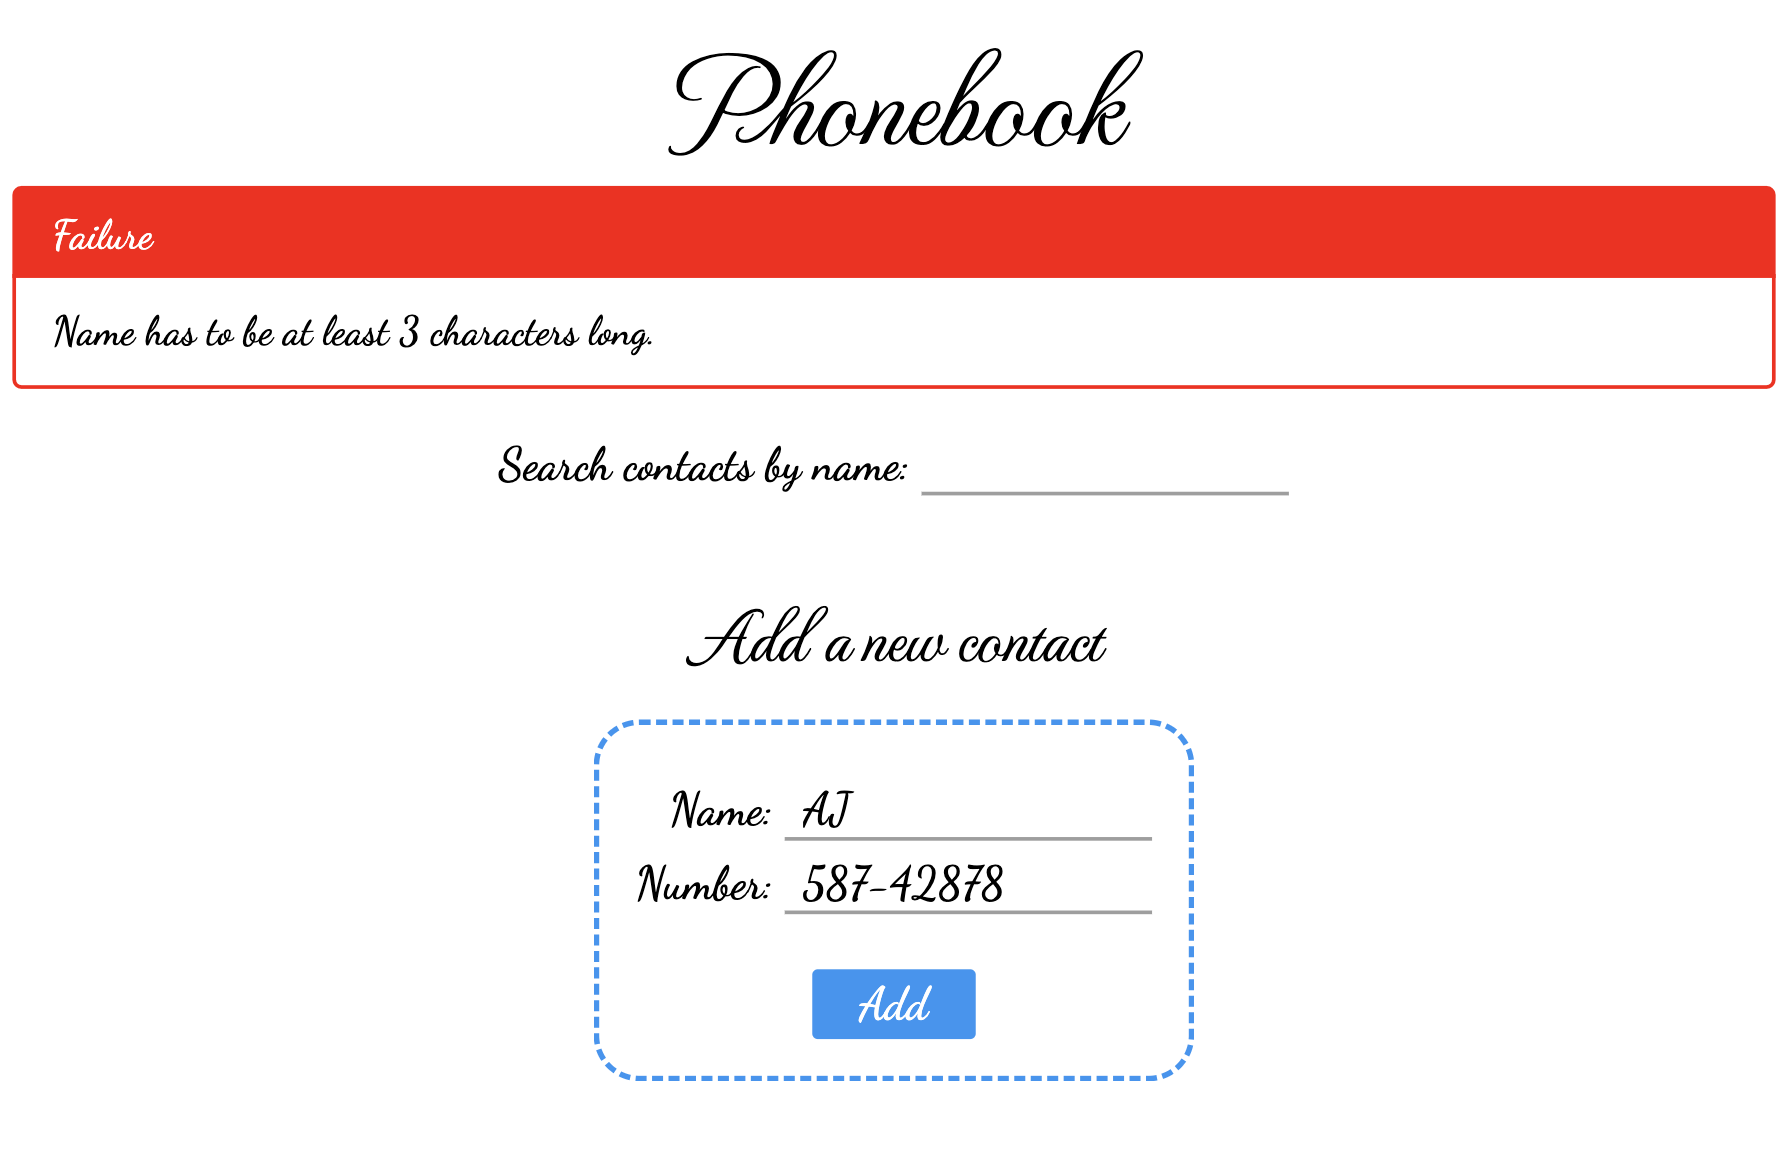 Phonebook
Failure
Name has to be at least 3 characters long.
Search contacts by name:
Add a new contact
Name: AJ
Number: 587-42878
Add